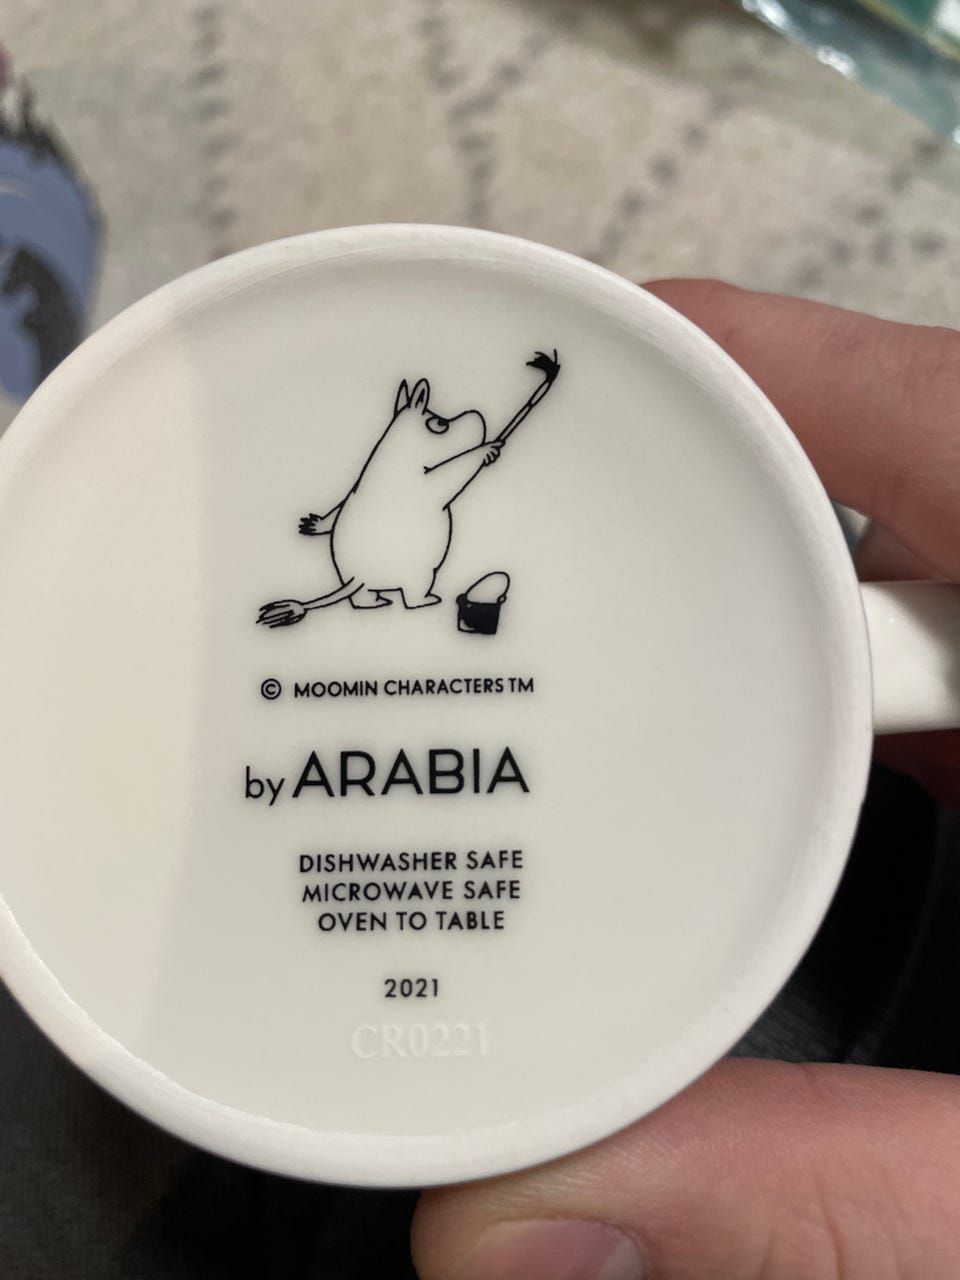 © MOOMIN CHARACTERS TM
by ARABIA
DISHWASHER SAFE
MICROWAVE SAFE
OVEN TO TABLE
2021
CR0221